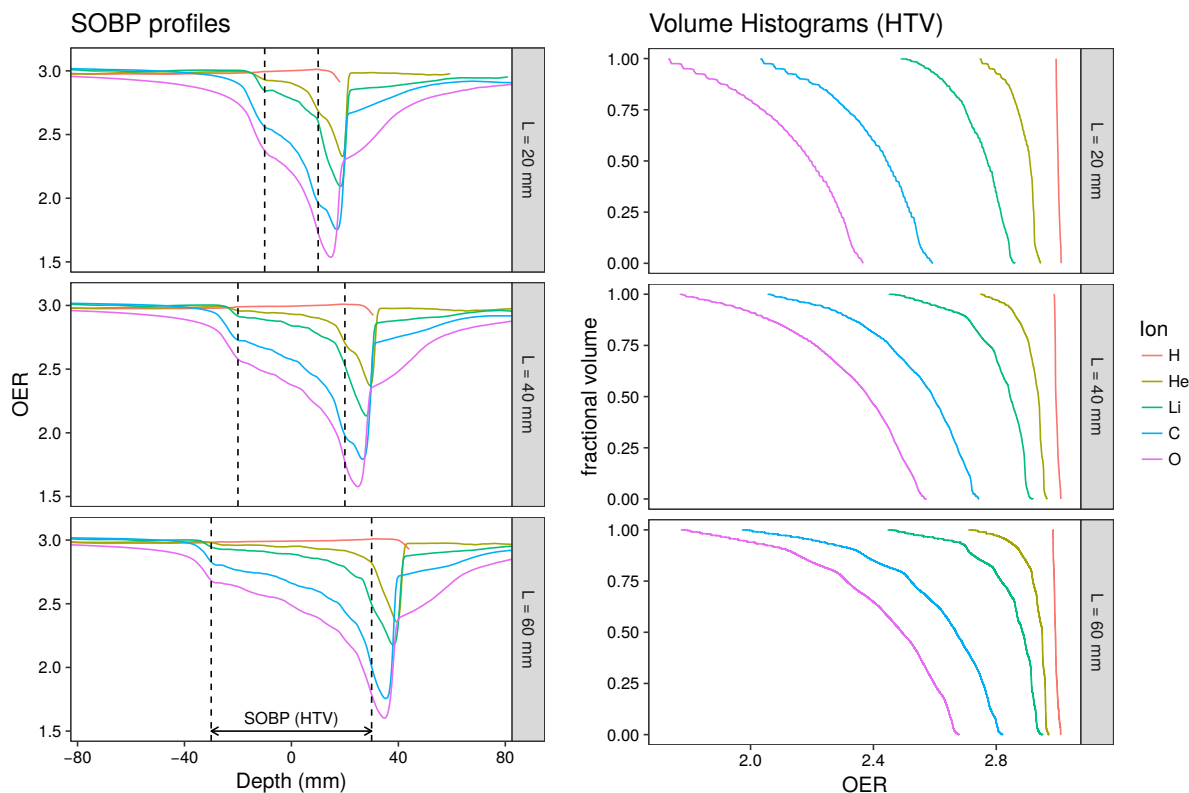 SOBP profiles
Volume Histograms (HTV)
3.0
2.5
2.0
1.5
L = 20 mm
3.0
2.5
2.0
1.5
L = 40 mm
3.0
2.5
2.0
1.5
L = 60 mm
SOBP (HTV)
OER
−80
−40
0
40
80
Depth (mm)
1.00
0.75
0.50
0.25
0.00
L = 20 mm
1.00
0.75
0.50
0.25
0.00
L = 40 mm
1.00
0.75
0.50
0.25
0.00
L = 60 mm
fractional volume
2.0
2.4
2.8
OER
Ion
H
He
Li
C
O